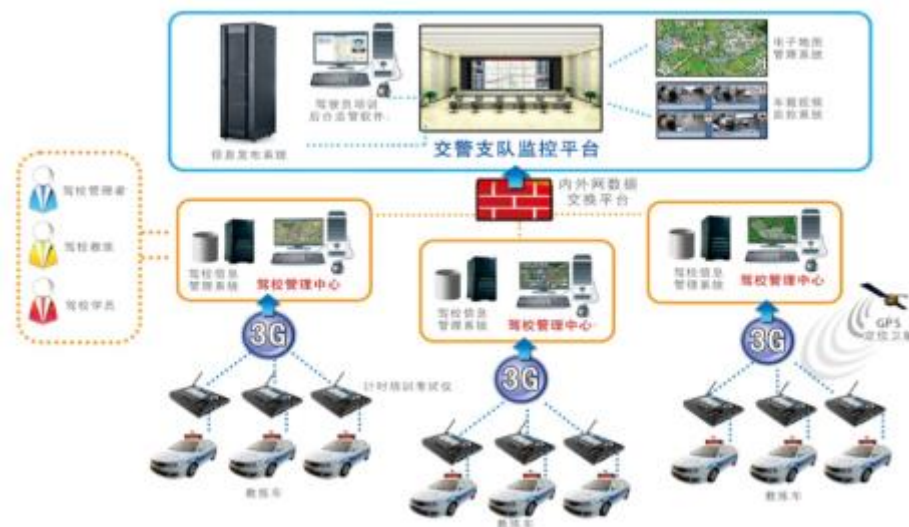 电子地图
管理系统
驾驶员培训
后台监管软件
车载视频
监控系统
信息发布系统
交警支队监控平台
内外网数据
交换平台
驾校管理者
驾校教练
驾校学员
驾校信息
管理系统
驾校管理中心
驾校信息
管理系统
驾校管理中心
驾校信息
管理系统
驾校管理中心
GPS
定位卫星
3G
3G
3G
计时培训考试仪
教练车
教练车
教练车